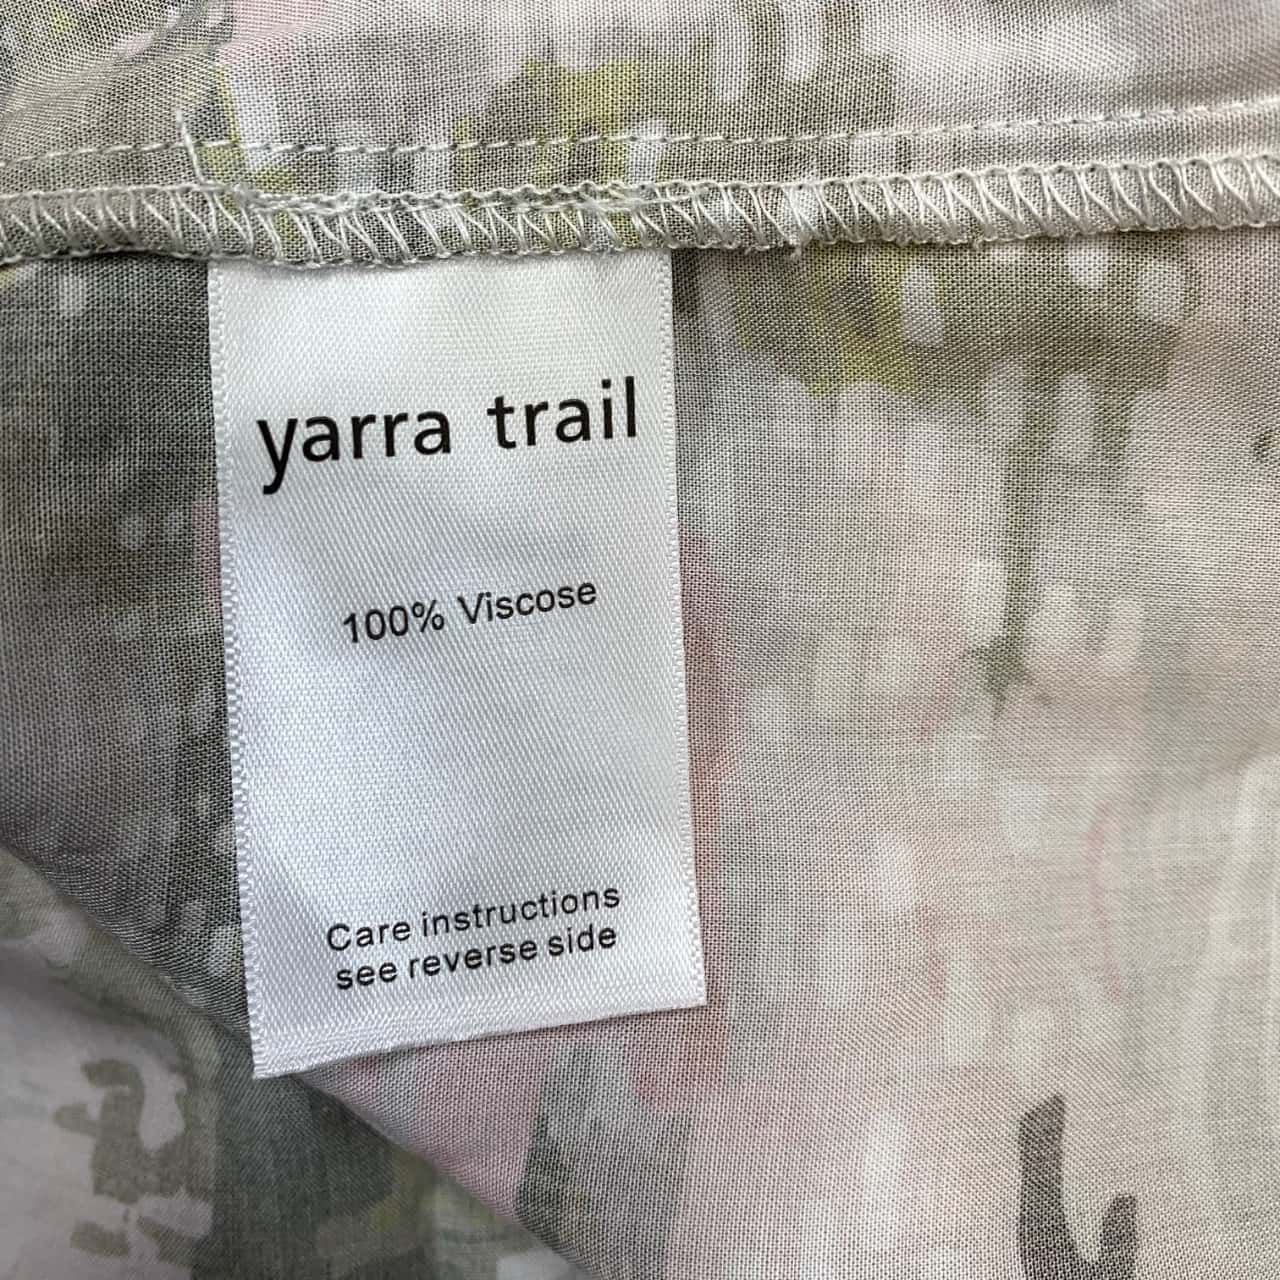 yarra trail
100% Viscose
Care instructions
see reverse side